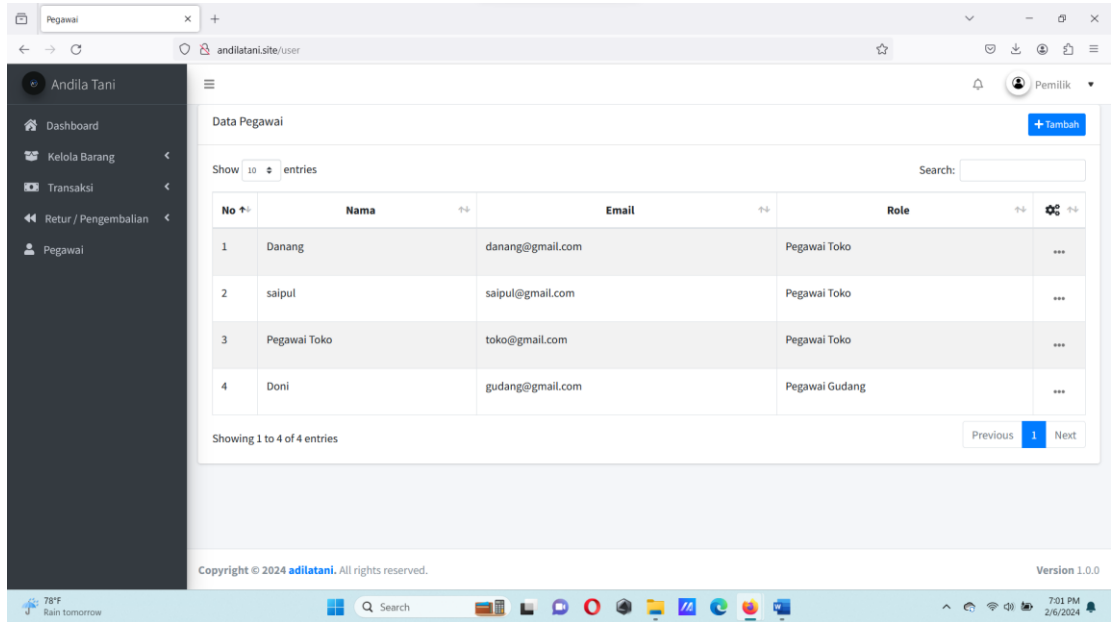 Pegawai
andilatani.site/user
Andila Tani
Pemilik
Dashboard
Kelola Barang
Transaksi
Retur / Pengembalian
Pegawai
Data Pegawai
+Tambah
Show 10 entries
Search:
No Nama Email Role
1 Danang danang@gmail.com Pegawai Toko
2 saipul saipul@gmail.com Pegawai Toko
3 Pegawai Toko toko@gmail.com Pegawai Toko
4 Doni gudang@gmail.com Pegawai Gudang
Showing 1 to 4 of 4 entries
Previous 1 Next
Copyright © 2024 adilatani. All rights reserved.
Version 1.0.0
78°F
Rain tomorrow
Search
7:01 PM
2/6/2024